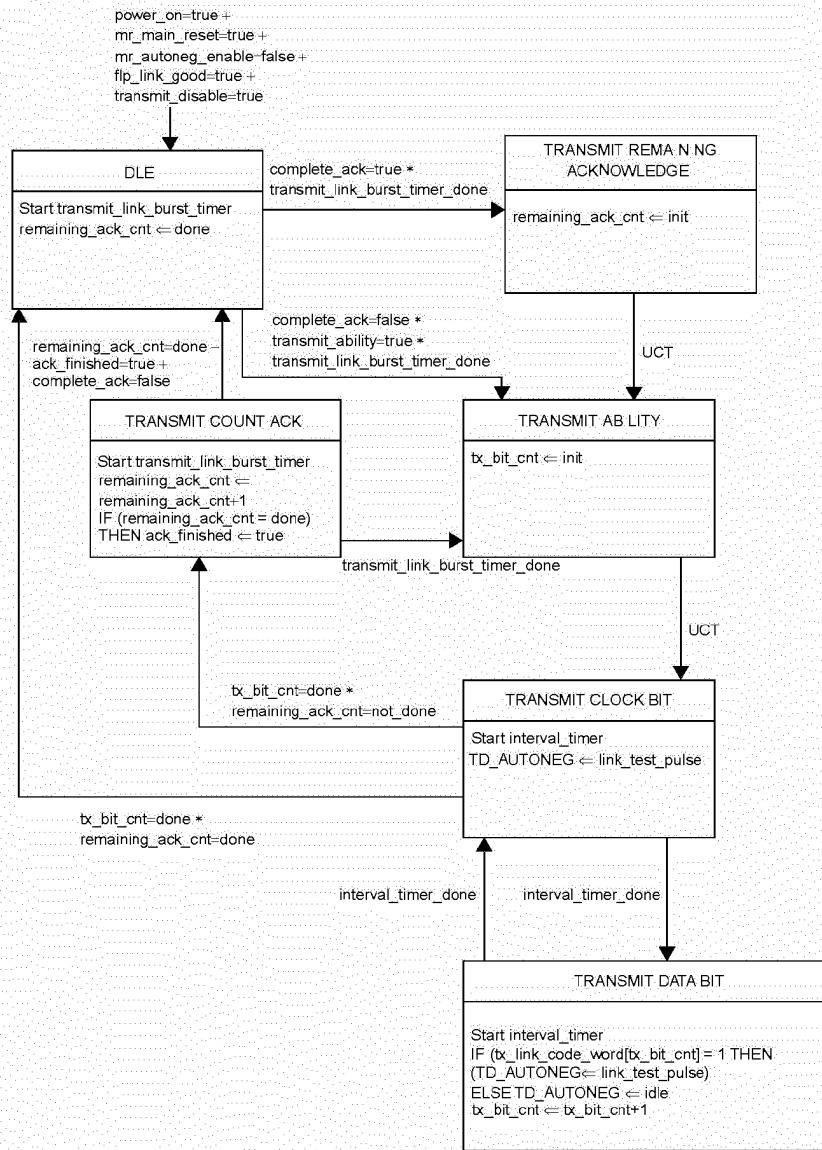 power_on=true +
mr_main_reset=true +
mr_autoneg_enable=false +
flp_link_good=true +
transmit_disable=true
DLE
Start transmit_link_burst_timer
remaining_ack_cnt ⇐ done
complete_ack=true *
transmit_link_burst_timer_done
TRANSMIT REMA N NG
ACKNOWLEDGE
remaining_ack_cnt ⇐ init
remaining_ack_cnt=done –
ack_finished=true +
complete_ack=false
complete_ack=false *
transmit_ability=true *
transmit_link_burst_timer_done
UCT
TRANSMIT COUNT ACK
Start transmit_link_burst_timer
remaining_ack_cnt ⇐
remaining_ack_cnt+1
IF (remaining_ack_cnt = done)
THEN ack_finished ⇐ true
TRANSMIT AB LITY
tx_bit_cnt ⇐ init
transmit_link_burst_timer_done
UCT
tx_bit_cnt=done *
remaining_ack_cnt=not_done
TRANSMIT CLOCK BIT
Start interval_timer
TD_AUTONEG ⇐ link_test_pulse
tx_bit_cnt=done *
remaining_ack_cnt=done
interval_timer_done
interval_timer_done
TRANSMIT DATA BIT
Start interval_timer
IF (tx_link_code_word[tx_bit_cnt] = 1 THEN
(TD_AUTONEG⇐ link_test_pulse)
ELSE TD_AUTONEG ⇐ idle
tx_bit_cnt ⇐ tx_bit_cnt+1